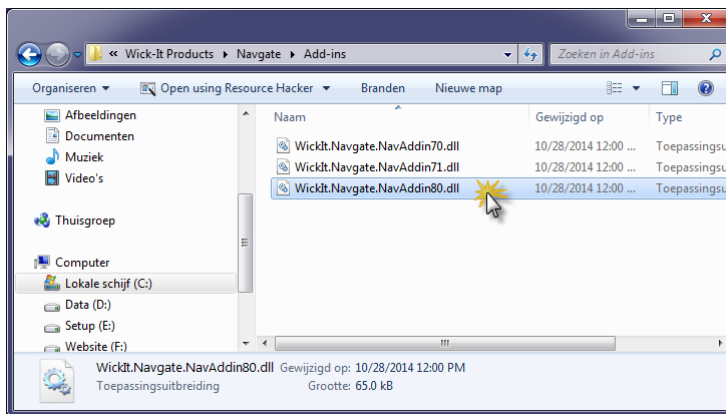 « Wick-It Products Navgate Add-ins Zoeken in Add-ins
Organiseren Open using Resource Hacker Branden Nieuwe map
Afbeeldingen
Documenten
Muziek
Video's
Thuisgroep
Computer
Lokale schijf (C:)
Data (D:)
Setup (E:)
Website (F:)
Naam Gewijzigd op Type
WickIt.Navgate.NavAddin70.dll 10/28/2014 12:00 ... Toepassingsu
WickIt.Navgate.NavAddin71.dll 10/28/2014 12:00 ... Toepassingsu
WickIt.Navgate.NavAddin80.dll 10/28/2014 12:00 ... Toepassingsu
WickIt.Navgate.NavAddin80.dll Gewijzigd op: 10/28/2014 12:00 PM
Toepassingsuitbreiding Grootte: 65.0 kB